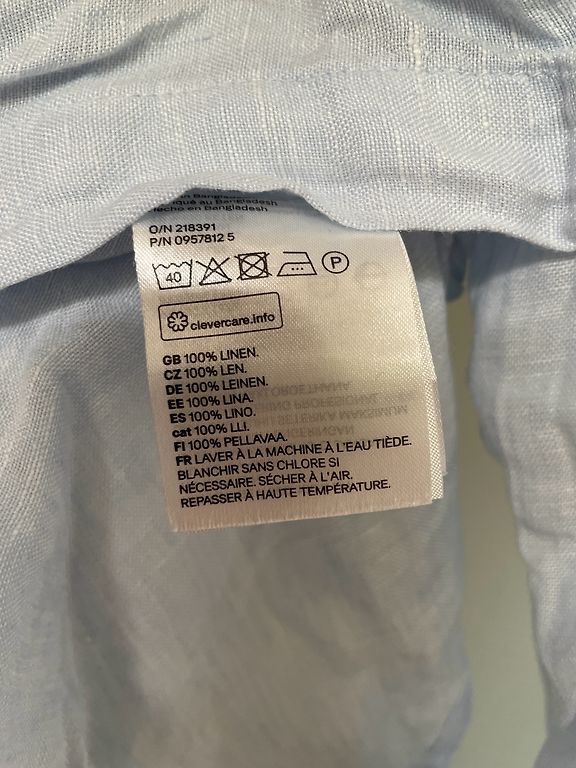 en Bangladesh
O/N 218391
P/N 0957812 5
40
P
clevercare.info
GB 100% LINEN.
CZ 100% LEN.
DE 100% LEINEN.
EE 100% LINA.
ES 100% LINO.
cat 100% LLI.
FI 100% PELLAVAA.
FR LAVER À LA MACHINE À L'EAU TIÈDE.
BLANCHIR SANS CHLORE SI
NÉCESSAIRE. SÉCHER À L'AIR.
REPASSER À HAUTE TEMPÉRATURE.